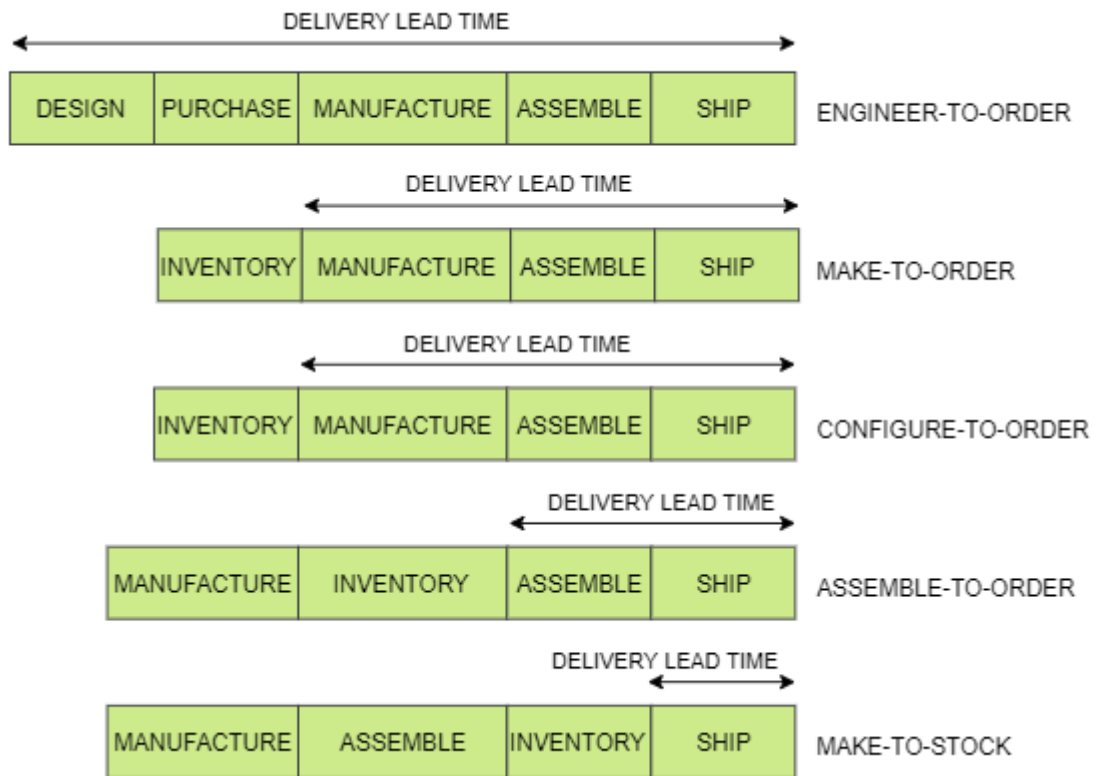 DELIVERY LEAD TIME
DESIGN PURCHASE MANUFACTURE ASSEMBLE SHIP ENGINEER-TO-ORDER
DELIVERY LEAD TIME
INVENTORY MANUFACTURE ASSEMBLE SHIP MAKE-TO-ORDER
DELIVERY LEAD TIME
INVENTORY MANUFACTURE ASSEMBLE SHIP CONFIGURE-TO-ORDER
DELIVERY LEAD TIME
MANUFACTURE INVENTORY ASSEMBLE SHIP ASSEMBLE-TO-ORDER
DELIVERY LEAD TIME
MANUFACTURE ASSEMBLE INVENTORY SHIP MAKE-TO-STOCK